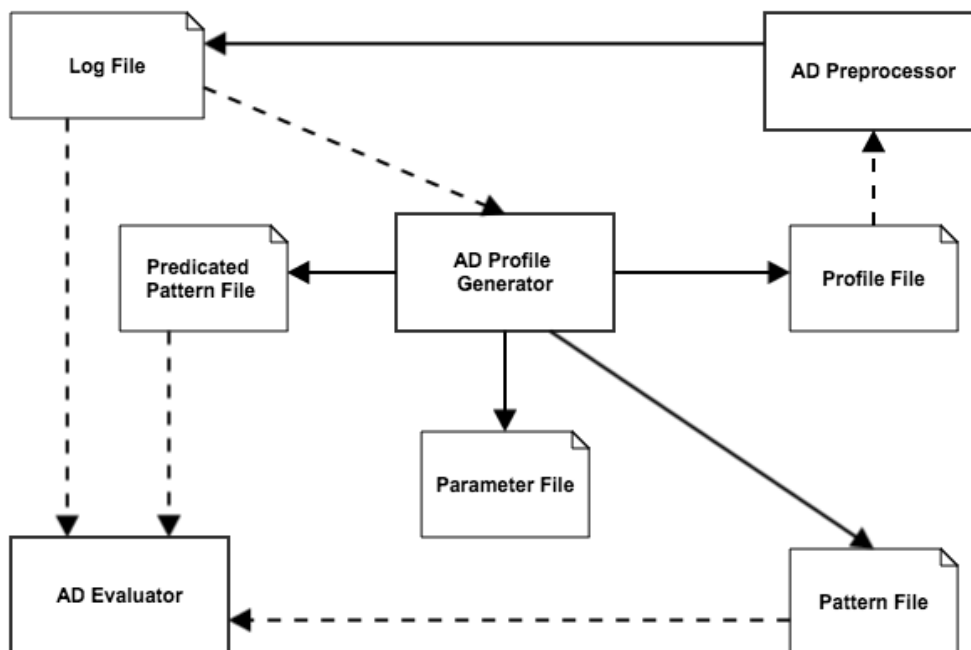 Log File
AD Preprocessor
Predicated
Pattern File
AD Profile
Generator
Profile File
Parameter File
AD Evaluator
Pattern File